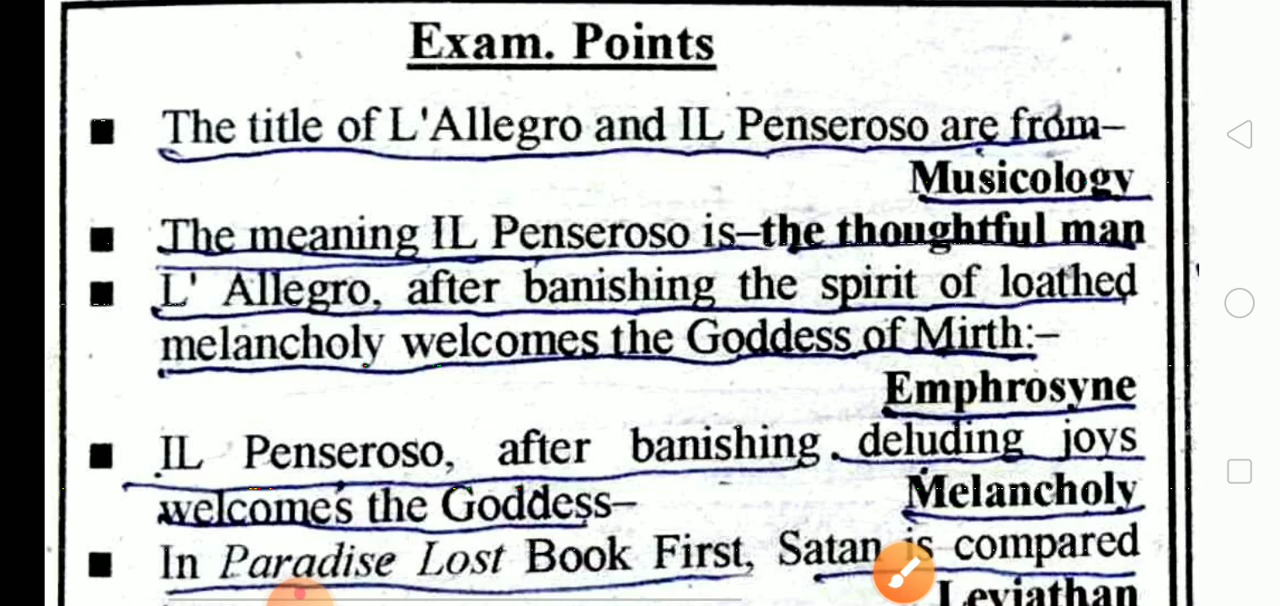 Exam. Points
■ The title of L'Allegro and IL Penseroso are from–
Musicology
■ The meaning IL Penseroso is–the thoughtful man
■ L' Allegro, after banishing the spirit of loathed
melancholy welcomes the Goddess of Mirth:–
Emphrosyne
■ IL Penseroso, after banishing deluding joys
welcomes the Goddess– Melancholy
■ In Paradise Lost Book First, Satan is compared
Leviathan